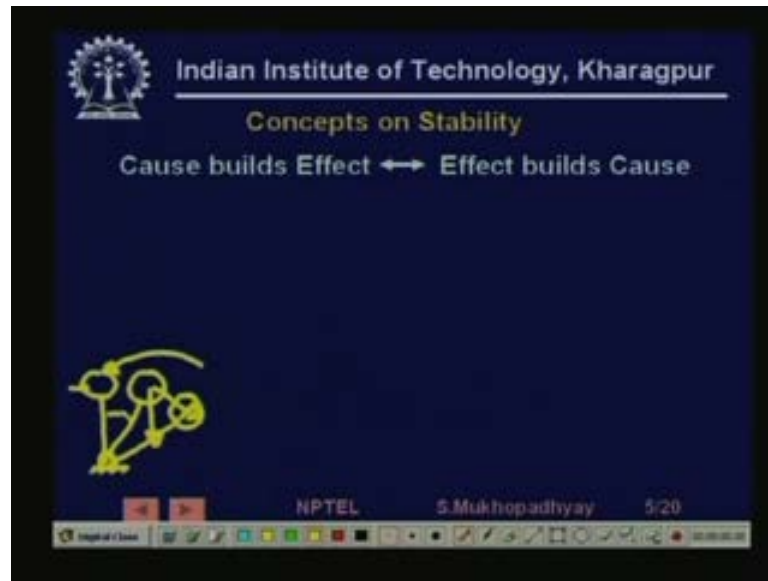 Indian Institute of Technology, Kharagpur
Concepts on Stability
Cause builds Effect ↔ Effect builds Cause
NPTEL S.Mukhopadhyay 5/20